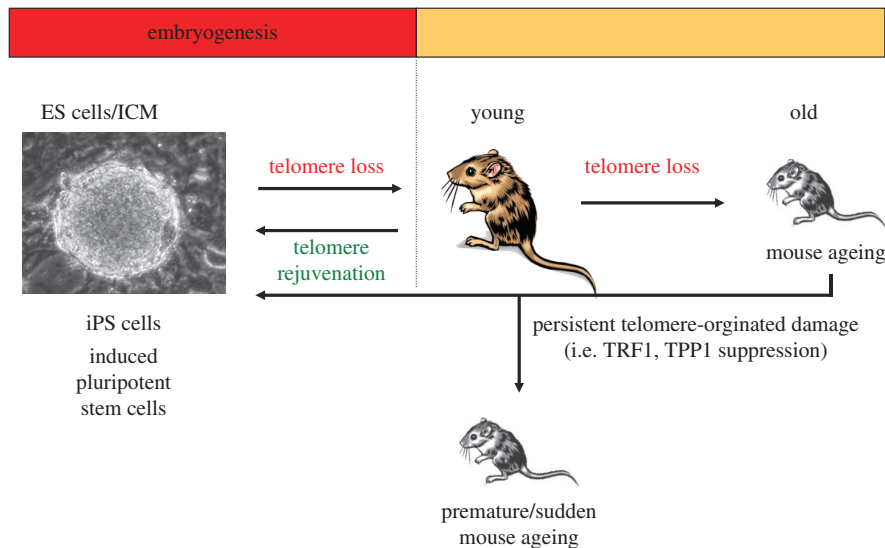 embryogenesis
ES cells/ICM
young
old
telomere loss
telomere loss
telomere
rejuvenation
mouse ageing
iPS cells
induced
pluripotent
stem cells
persistent telomere-orginated damage
(i.e. TRF1, TPP1 suppression)
premature/sudden
mouse ageing